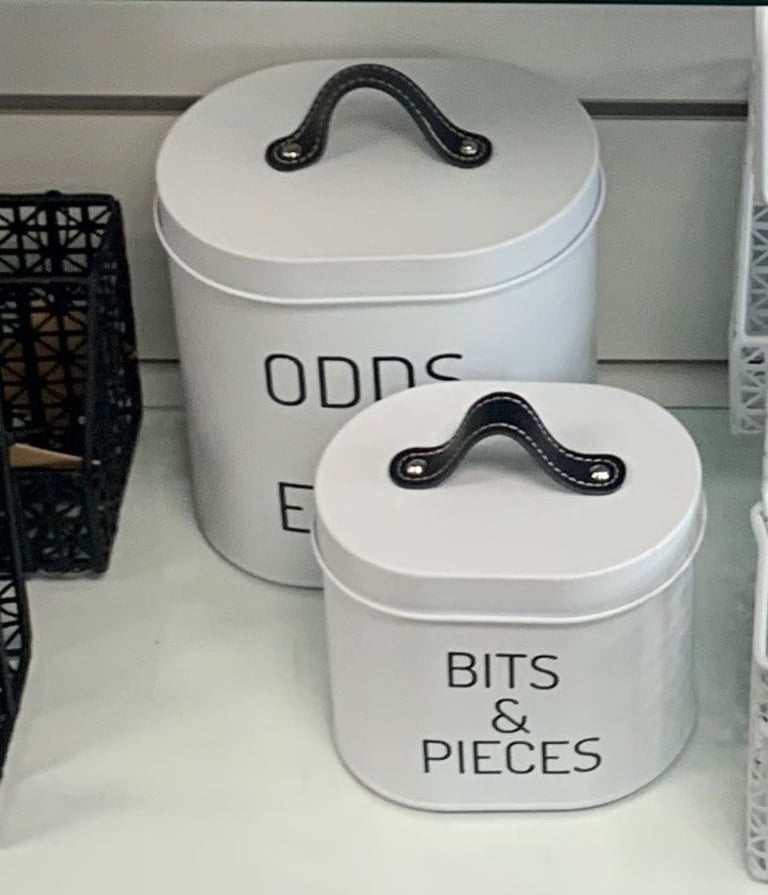 ODDS
E
BITS
&
PIECES